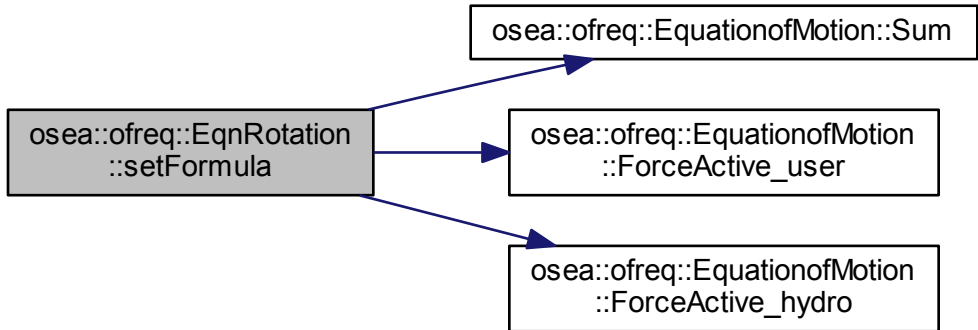 osea::ofreq::EquationofMotion::Sum
osea::ofreq::EqnRotation
::setFormula
osea::ofreq::EquationofMotion
::ForceActive_user
osea::ofreq::EquationofMotion
::ForceActive_hydro